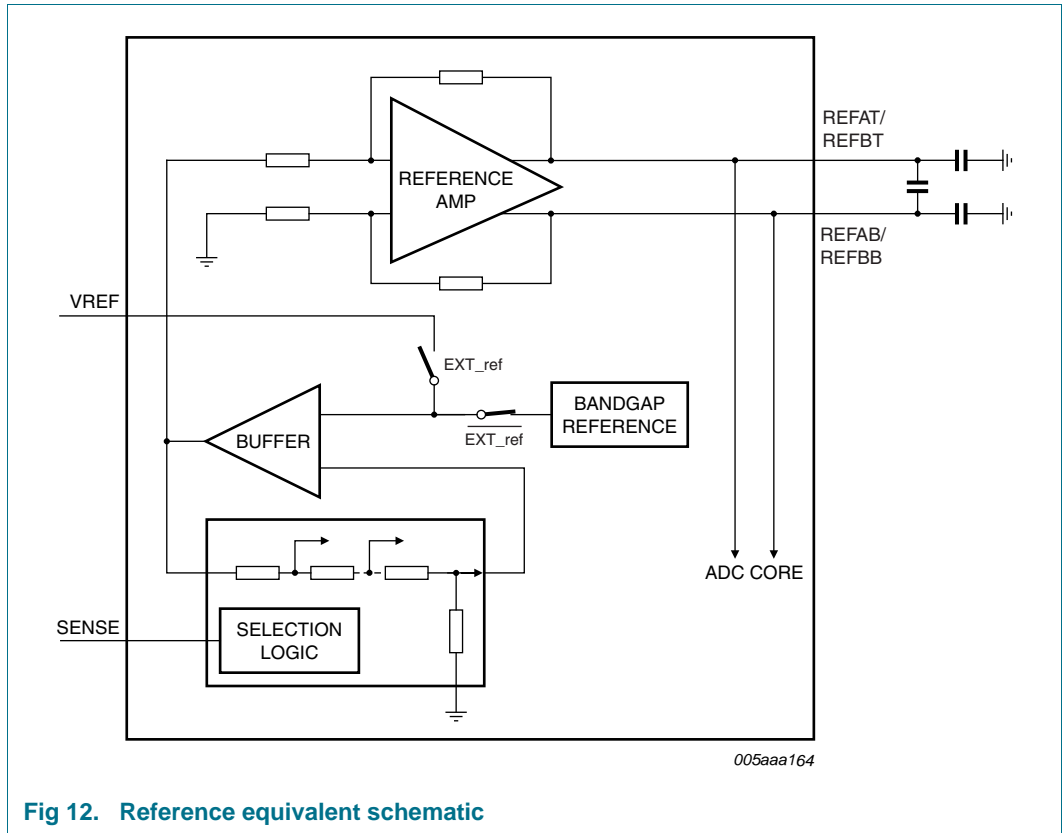 REFAT/
REFBT
REFERENCE
AMP
REFAB/
REFBB
VREF
EXT_ref
BANDGAP
REFERENCE
EXT_ref
BUFFER
ADC CORE
SENSE
SELECTION
LOGIC
005aaa164
Fig 12. Reference equivalent schematic